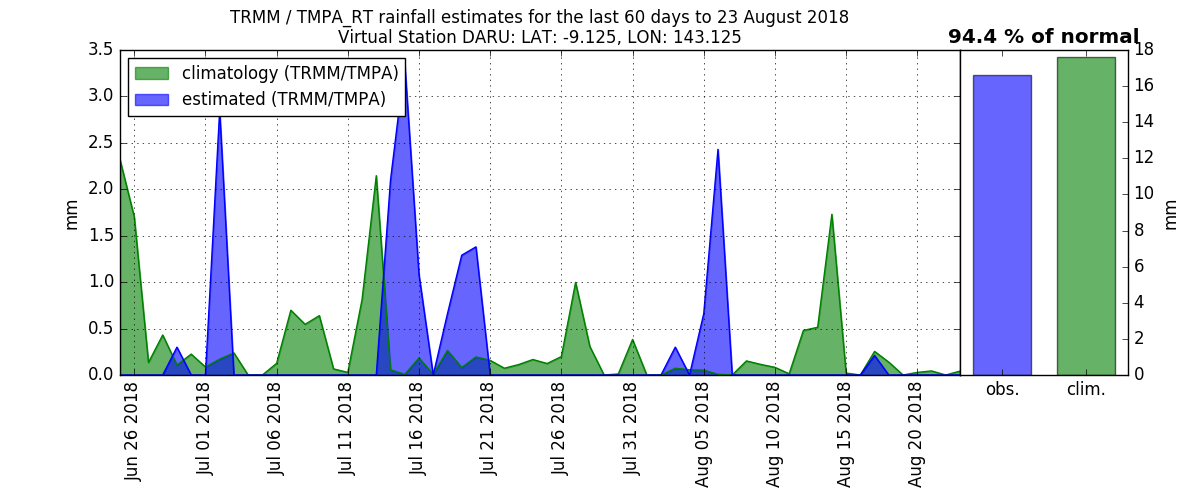 TRMM / TMPA_RT rainfall estimates for the last 60 days to 23 August 2018
Virtual Station DARU: LAT: -9.125, LON: 143.125
94.4 % of normal
climatology (TRMM/TMPA)
estimated (TRMM/TMPA)
3.5
3.0
2.5
2.0
1.5
1.0
0.5
0.0
mm
Jun 26 2018
Jul 01 2018
Jul 06 2018
Jul 11 2018
Jul 16 2018
Jul 21 2018
Jul 26 2018
Jul 31 2018
Aug 05 2018
Aug 10 2018
Aug 15 2018
Aug 20 2018
obs.
clim.
18
16
14
12
10
8
6
4
2
0
mm